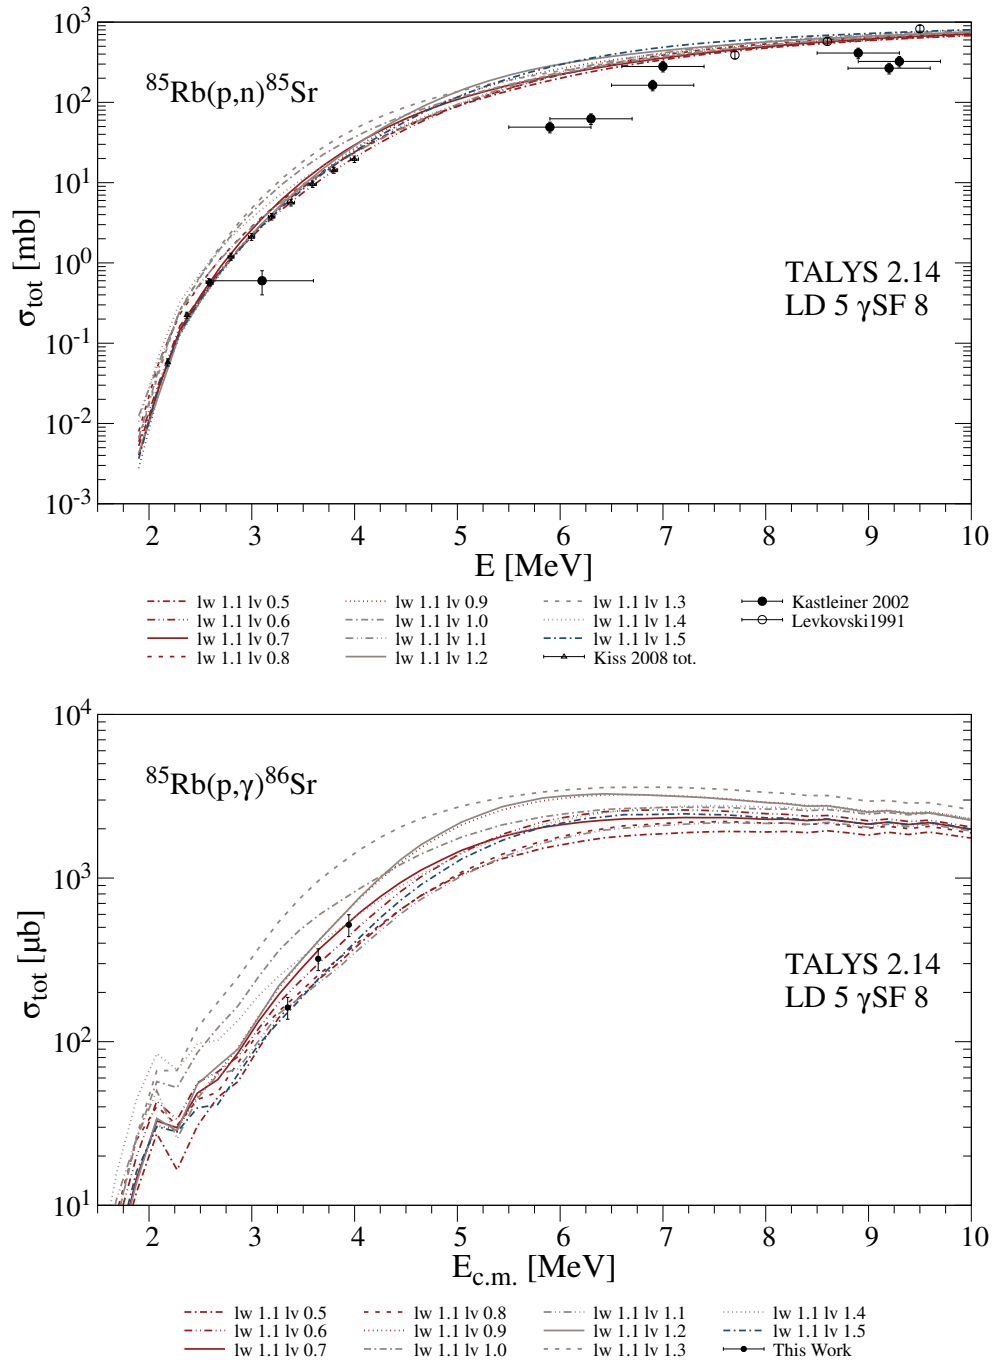 10³
10²
10¹
10⁰
10⁻¹
10⁻²
10⁻³
σtot [mb]
⁸⁵Rb(p,n)⁸⁵Sr
TALYS 2.14
LD 5 γSF 8
2 3 4 5 6 7 8 9 10
E [MeV]
lw 1.1 lv 0.5 lw 1.1 lv 0.9 lw 1.1 lv 1.3 Kastleiner 2002
lw 1.1 lv 0.6 lw 1.1 lv 1.0 lw 1.1 lv 1.4 Levkovski1991
lw 1.1 lv 0.7 lw 1.1 lv 1.1 lw 1.1 lv 1.5
lw 1.1 lv 0.8 lw 1.1 lv 1.2 Kiss 2008 tot.
10⁴
10³
10²
10¹
σtot [μb]
⁸⁵Rb(p,γ)⁸⁶Sr
TALYS 2.14
LD 5 γSF 8
2 3 4 5 6 7 8 9 10
Ec.m. [MeV]
lw 1.1 lv 0.5 lw 1.1 lv 0.8 lw 1.1 lv 1.1 lw 1.1 lv 1.4
lw 1.1 lv 0.6 lw 1.1 lv 0.9 lw 1.1 lv 1.2 lw 1.1 lv 1.5
lw 1.1 lv 0.7 lw 1.1 lv 1.0 lw 1.1 lv 1.3 This Work